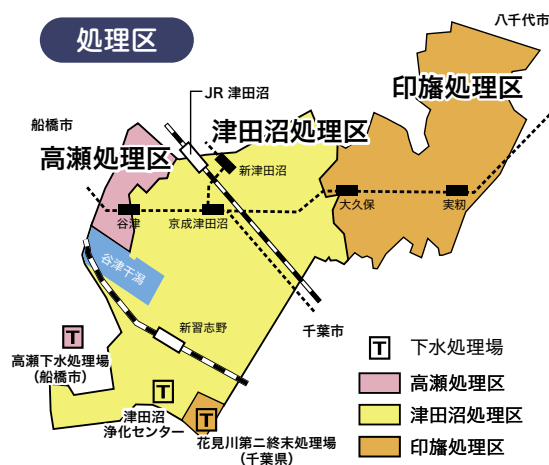 処理区
八千代市
JR 津田沼
印旛処理区
船橋市
津田沼処理区
高瀬処理区
新津田沼
大久保
実籾
谷津
京成津田沼
谷津干潟
新習志野
千葉市
T
高瀬下水処理場
（船橋市）
T
津田沼
浄化センター
T
花見川第二終末処理場
（千葉県）
T 下水処理場
高瀬処理区
津田沼処理区
印旛処理区